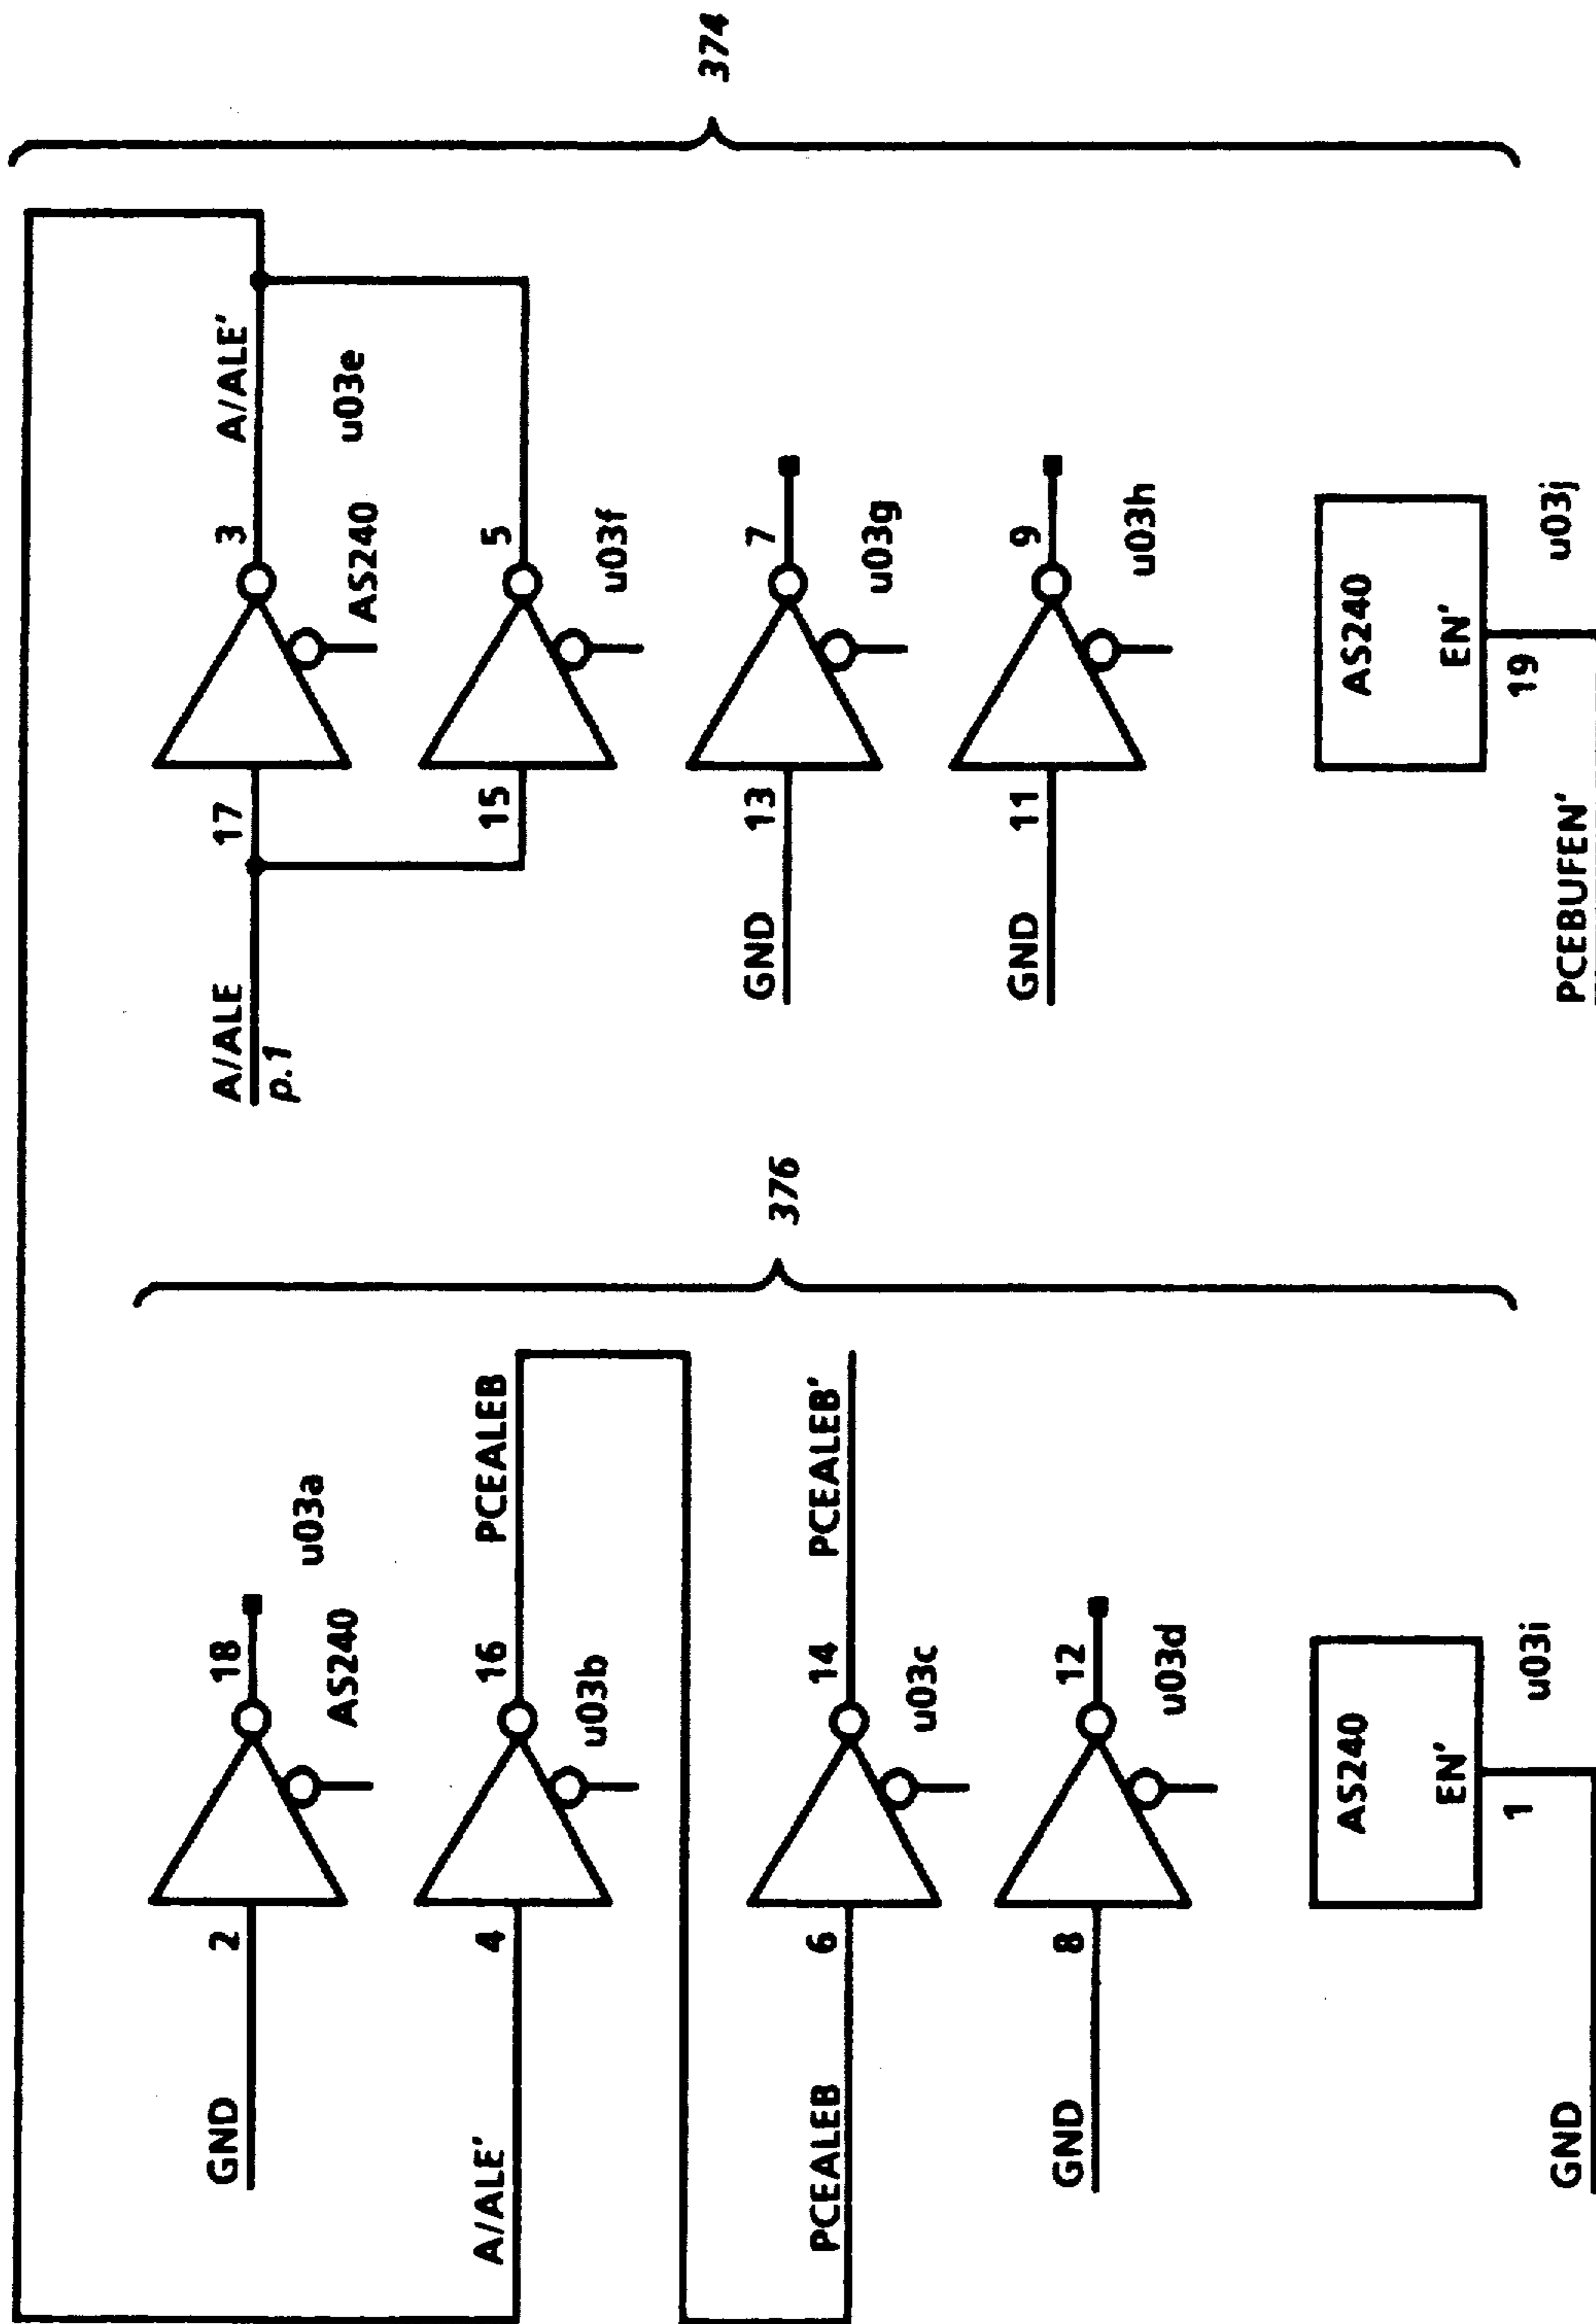 GND
2
18
AS240
u03a
A/ALE'
4
16
PCEALEB
u03b
PCEALEB
6
14
PCEALEB'
u03c
GND
8
12
u03d
AS240
EN'
1
u03i
GND
376
A/ALE
p.1
17
3
A/ALE'
AS240
u03e
15
5
u03f
GND
13
7
u03g
GND
11
9
u03h
AS240
EN'
19
u03j
PCEBUFEN'
374